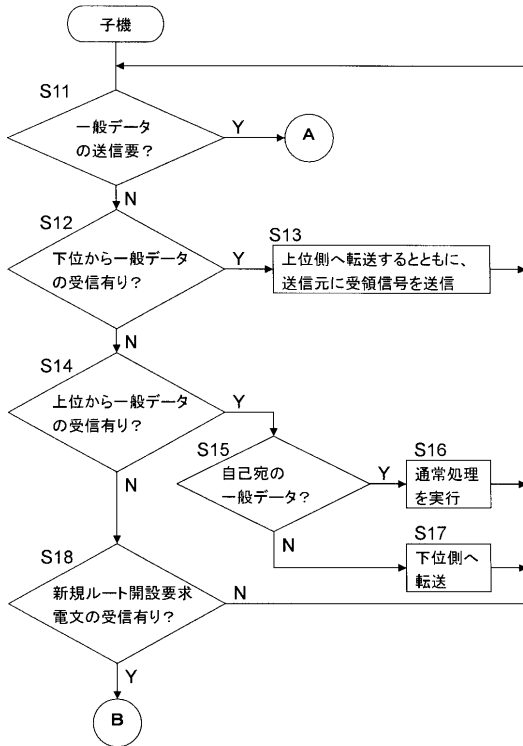 子機
S11
一般データ
の送信要?
Y
A
N
S12
下位から一般データ
の受信有り?
Y
S13
上位側へ転送するとともに、
送信元に受領信号を送信
N
S14
上位から一般データ
の受信有り?
Y
S15
自己宛の
一般データ?
Y
S16
通常処理
を実行
N
N
S17
下位側へ
転送
S18
新規ルート開設要求
電文の受信有り?
N
Y
B